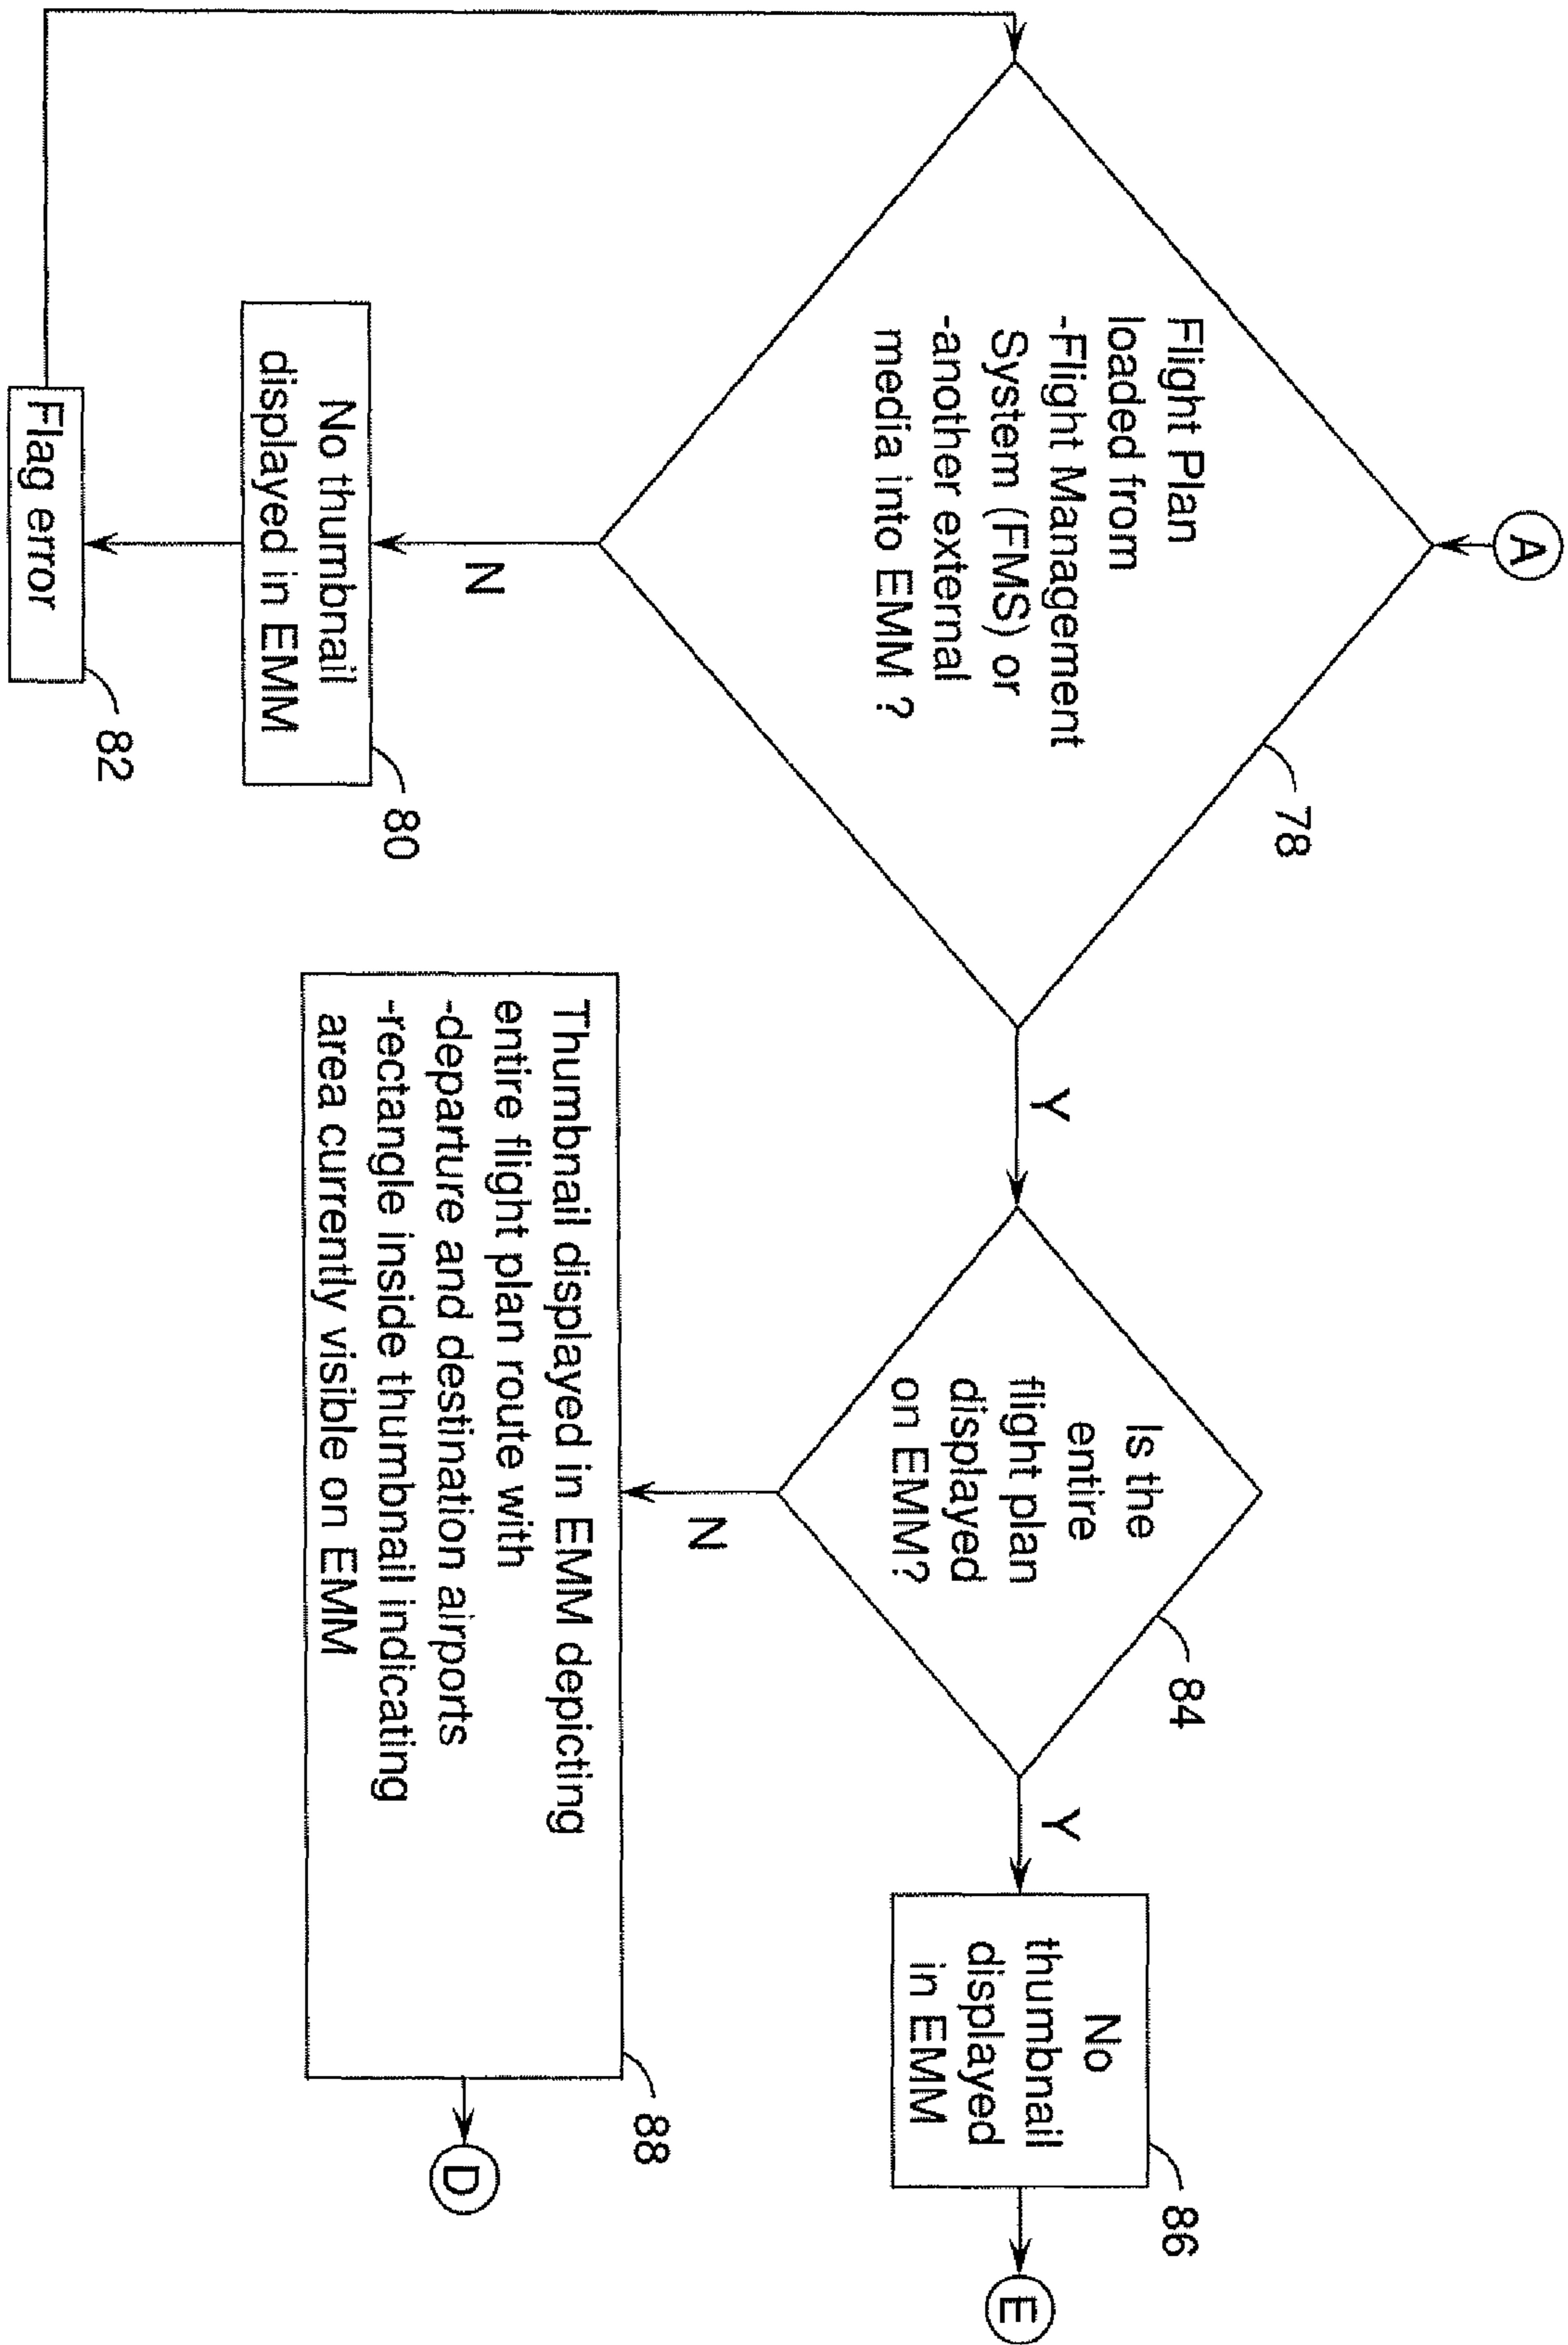 A
Flight Plan
loaded from
-Flight Management
System (FMS) or
-another external
media into EMM ?
78
N
No thumbnail
displayed in EMM
80
Flag error
82
Y
Is the
entire
flight plan
displayed
on EMM?
84
Y
No
thumbnail
displayed
in EMM
86
E
N
Thumbnail displayed in EMM depicting
entire flight plan route with
-departure and destination airports
-rectangle inside thumbnail indicating
area currently visible on EMM
88
D